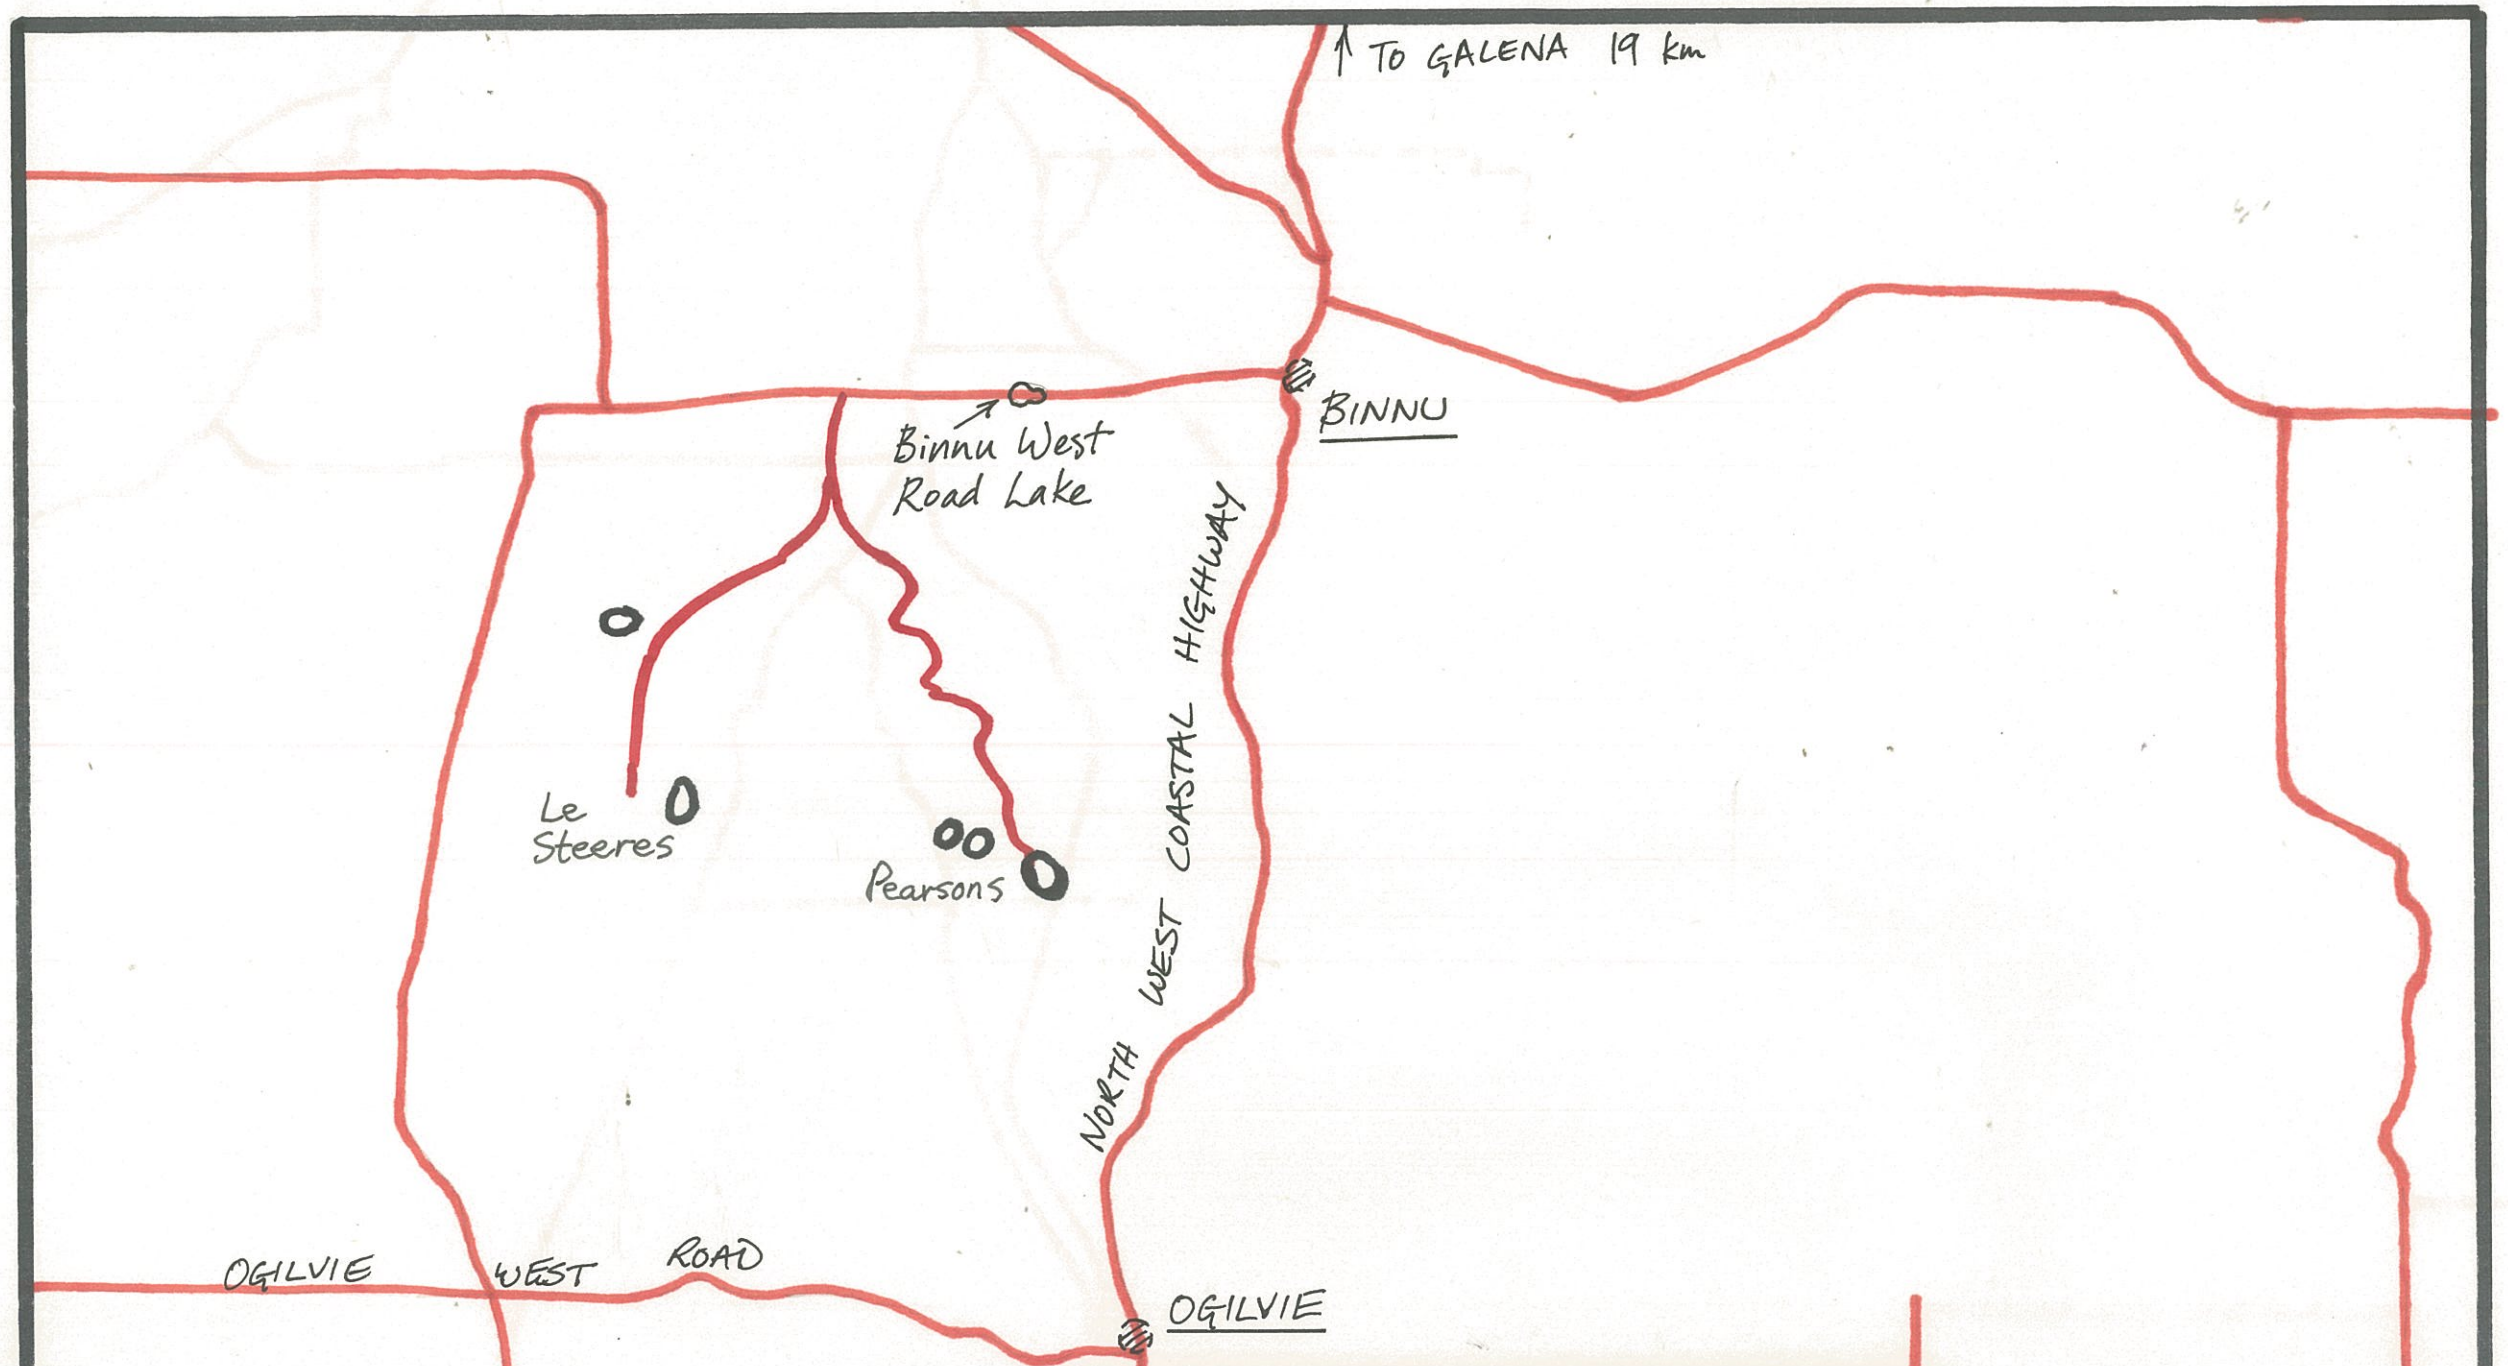 ↑ TO GALENA 19 km
BINNU
Binnu West
Road Lake
NORTH WEST COASTAL HIGHWAY
Le
Steeres
Pearsons
OGILVIE WEST ROAD
OGILVIE